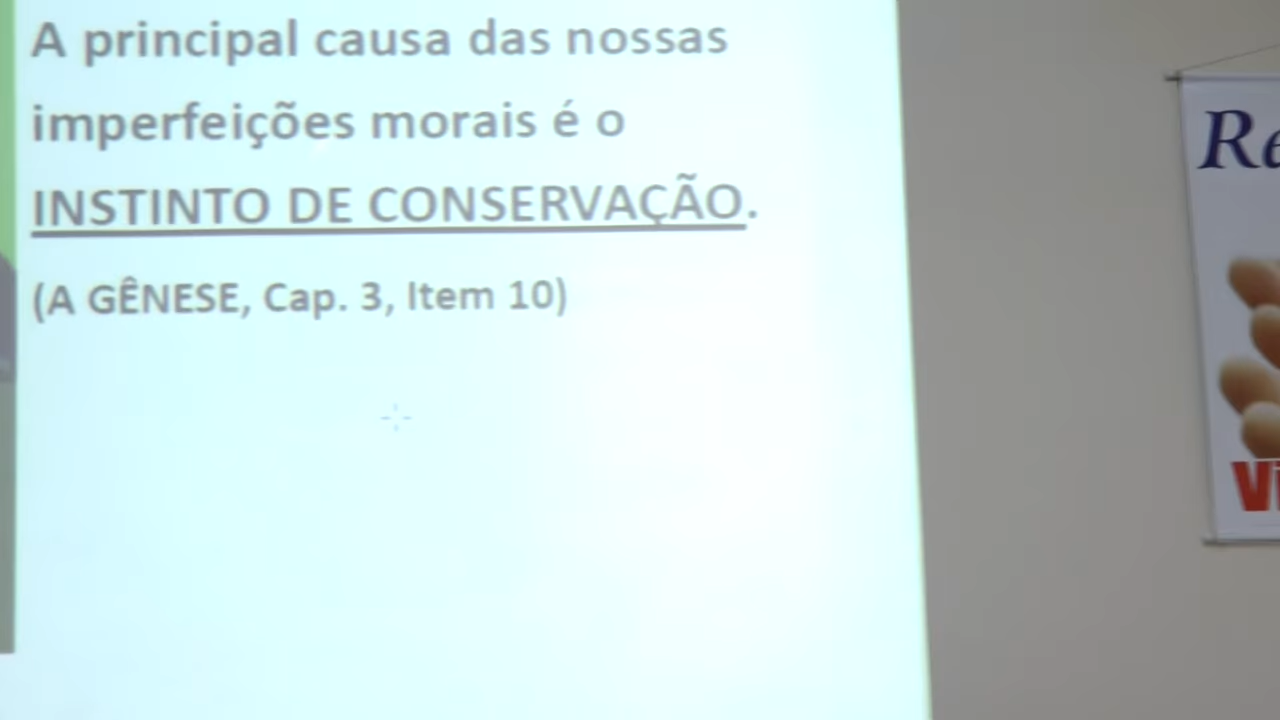 A principal causa das nossas
imperfeições morais é o
INSTINTO DE CONSERVAÇÃO.
(A GÊNESE, Cap. 3, Item 10)